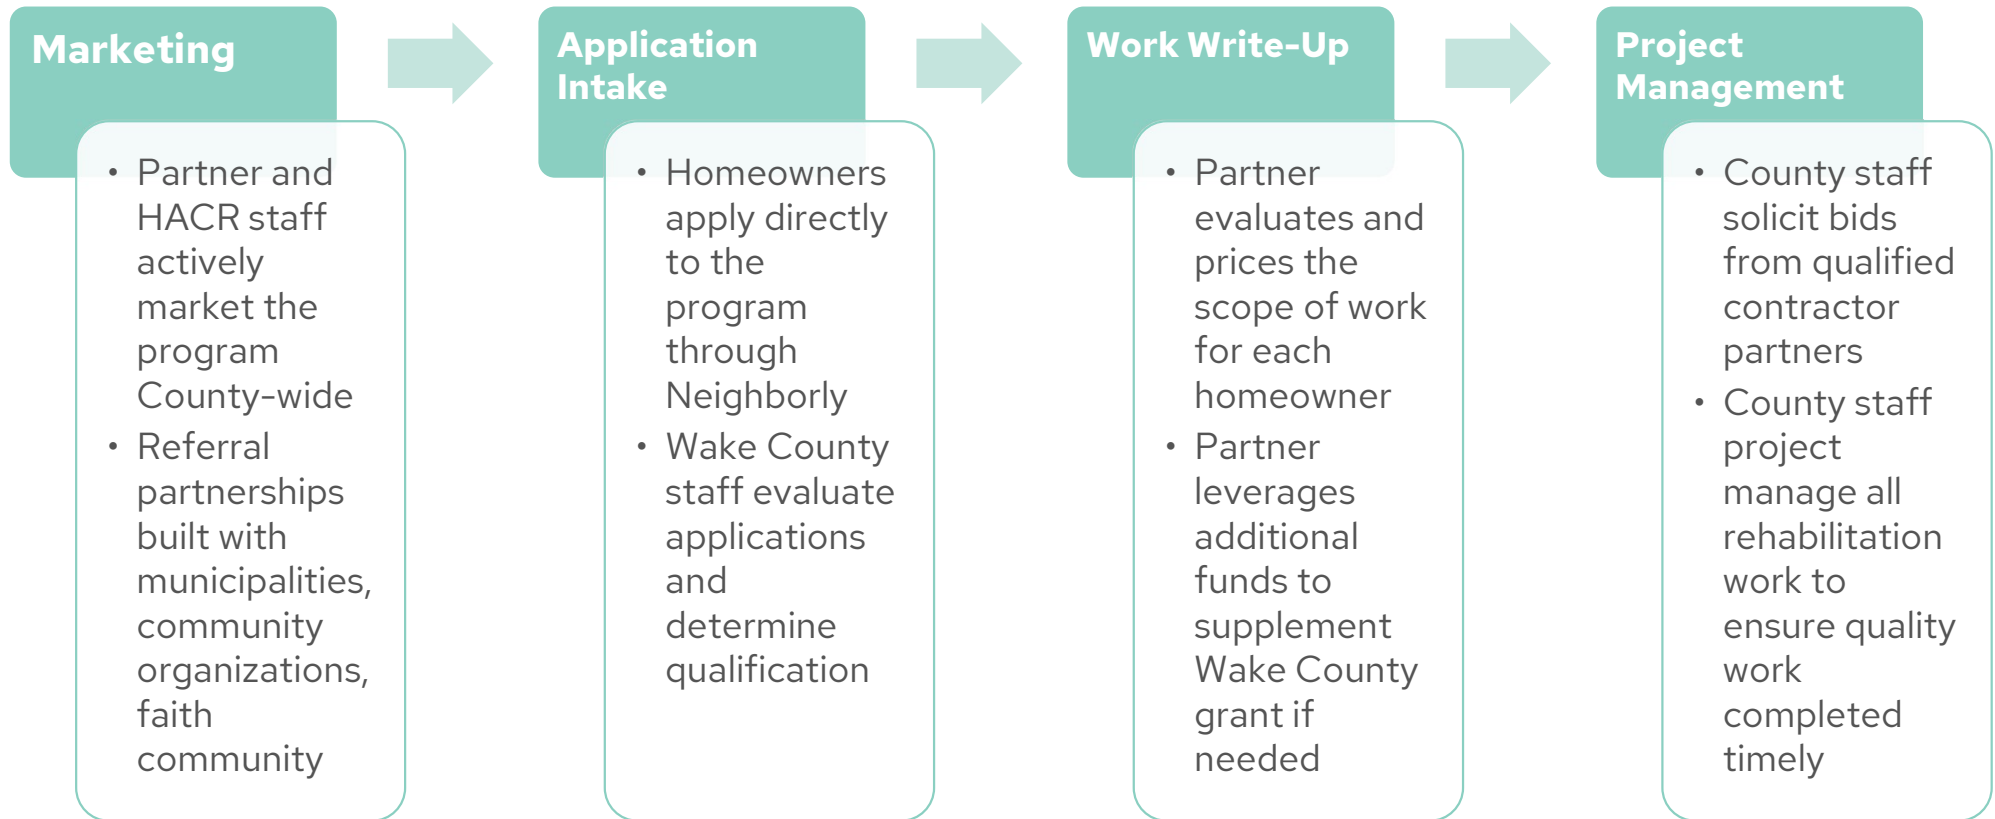 Marketing
• Partner and
HACR staff
actively
market the
program
County-wide
• Referral
partnerships
built with
municipalities,
community
organizations,
faith
community
Application
Intake
• Homeowners
apply directly
to the
program
through
Neighborly
• Wake County
staff evaluate
applications
and
determine
qualification
Work Write-Up
• Partner
evaluates and
prices the
scope of work
for each
homeowner
• Partner
leverages
additional
funds to
supplement
Wake County
grant if
needed
Project
Management
• County staff
solicit bids
from qualified
contractor
partners
• County staff
project
manage all
rehabilitation
work to
ensure quality
work
completed
timely